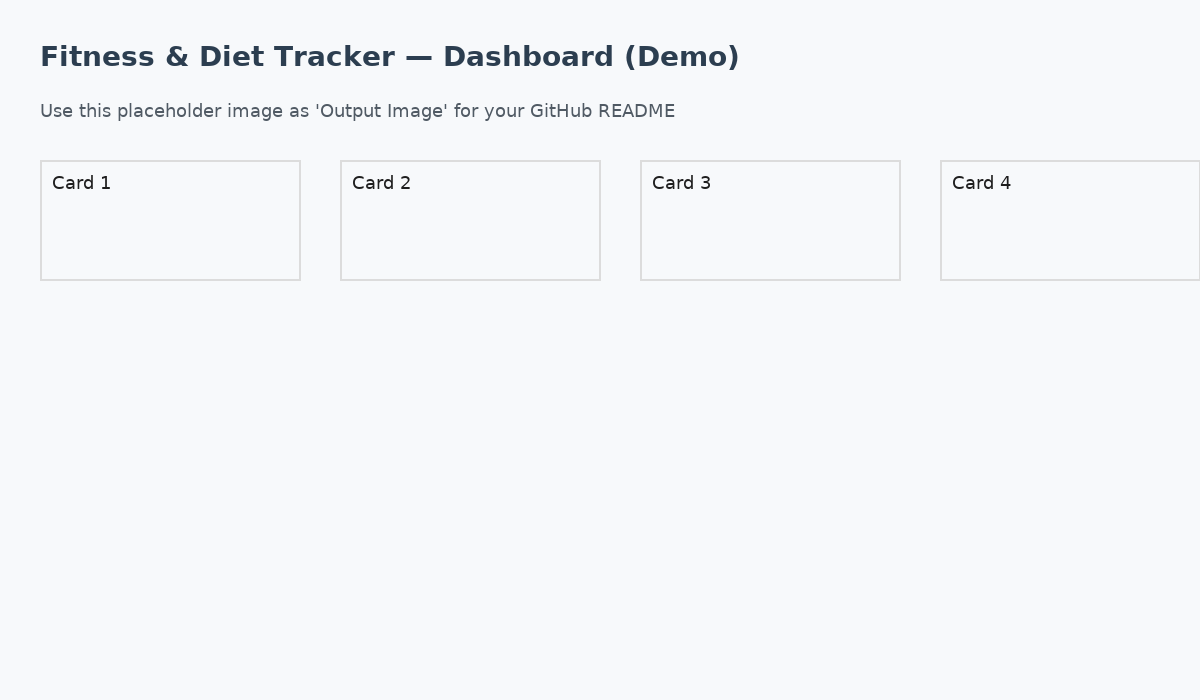 Fitness & Diet Tracker — Dashboard (Demo)
Use this placeholder image as 'Output Image' for your GitHub README
Card 1
Card 2
Card 3
Card 4